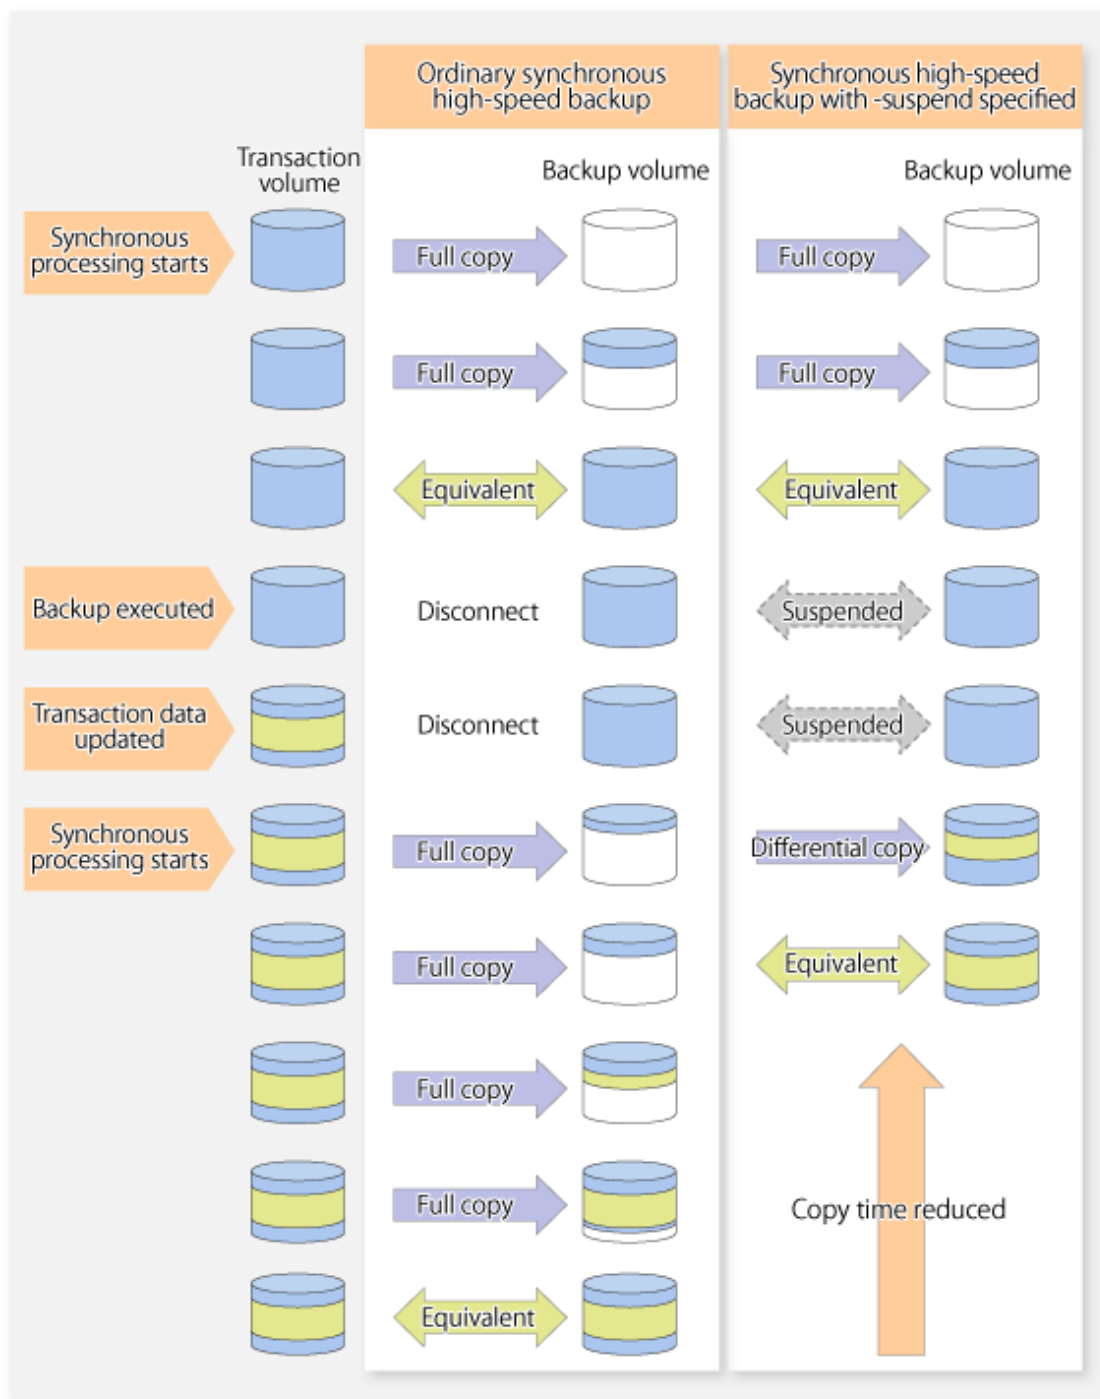 Ordinary synchronous
high-speed backup
Synchronous high-speed
backup with -suspend specified
Transaction
volume
Backup volume
Backup volume
Synchronous
processing starts
Full copy
Full copy
Full copy
Full copy
Equivalent
Equivalent
Backup executed
Disconnect
Suspended
Transaction data
updated
Disconnect
Suspended
Synchronous
processing starts
Full copy
Differential copy
Full copy
Equivalent
Full copy
Full copy
Copy time reduced
Equivalent